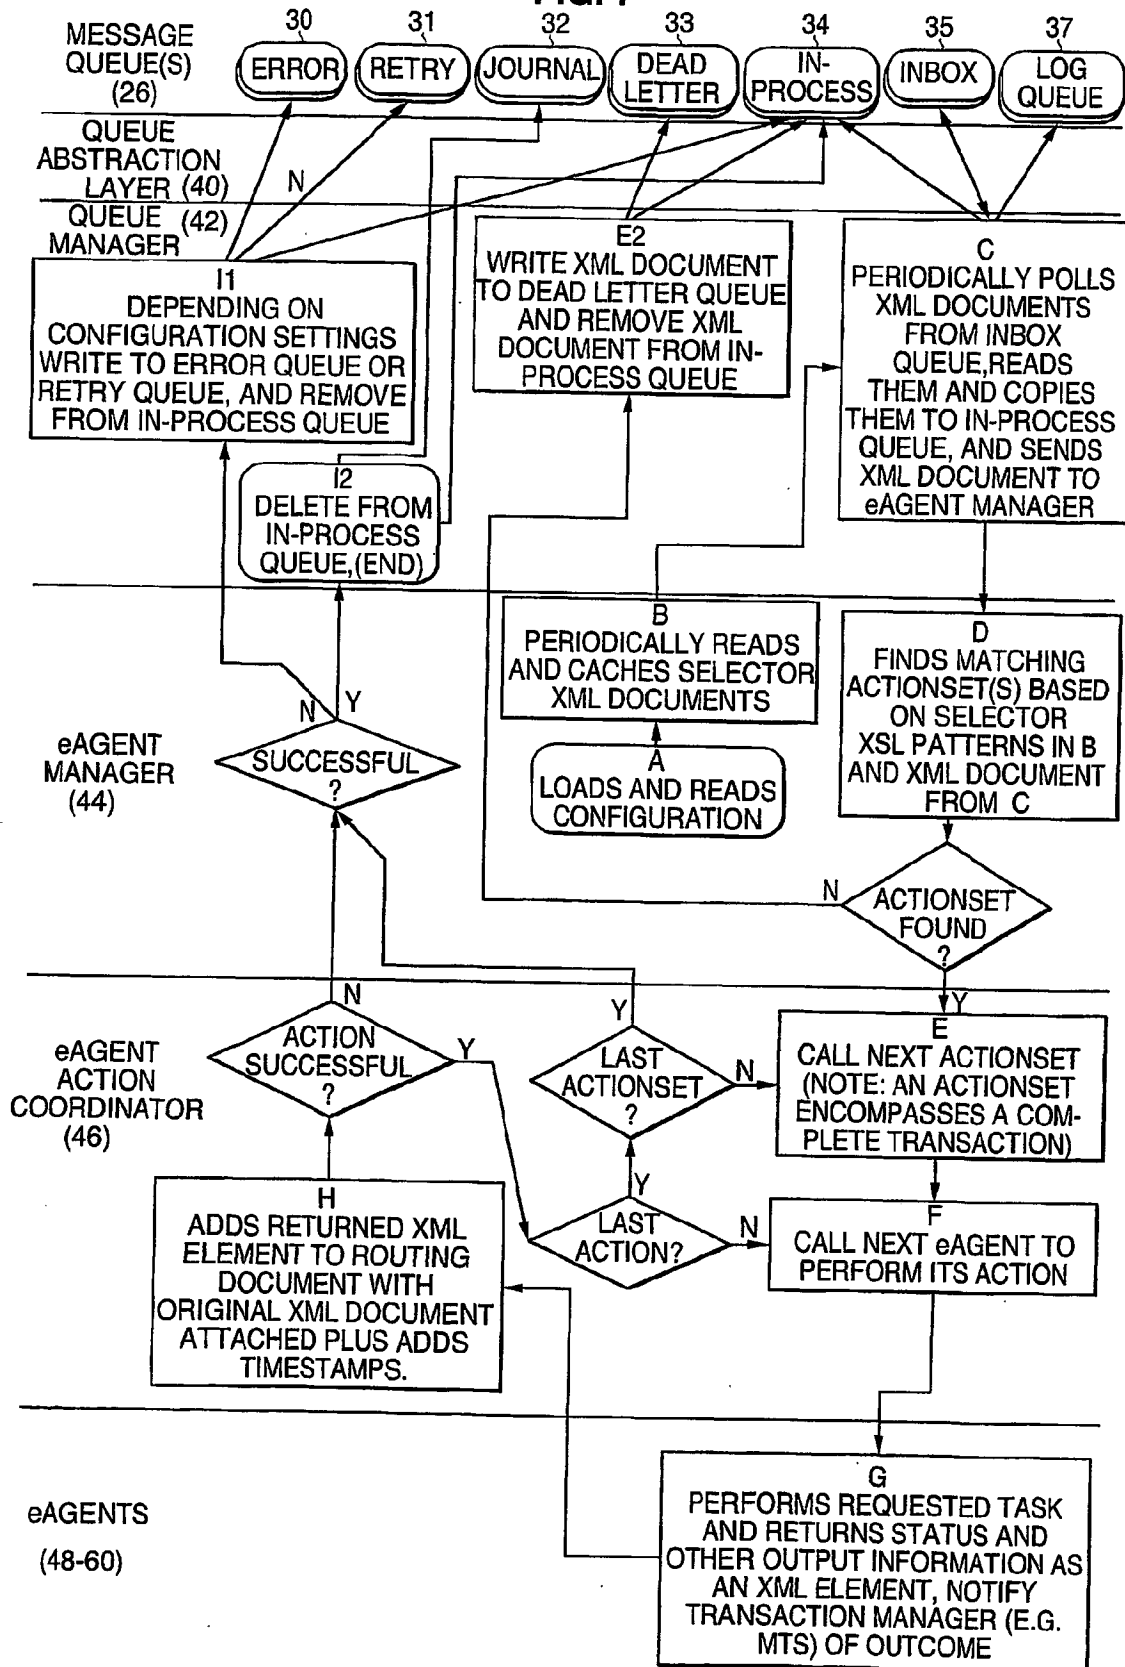 30 31 32 33 34 35 37
MESSAGE
QUEUE(S)
(26)
ERROR
RETRY
JOURNAL
DEAD
LETTER
IN-
PROCESS
INBOX
LOG
QUEUE
QUEUE
ABSTRACTION
LAYER (40)
N
QUEUE (42)
MANAGER
I1
DEPENDING ON
CONFIGURATION SETTINGS
WRITE TO ERROR QUEUE OR
RETRY QUEUE, AND REMOVE
FROM IN-PROCESS QUEUE
E2
WRITE XML DOCUMENT
TO DEAD LETTER QUEUE
AND REMOVE XML
DOCUMENT FROM IN-
PROCESS QUEUE
C
PERIODICALLY POLLS
XML DOCUMENTS
FROM INBOX
QUEUE,READS
THEM AND COPIES
THEM TO IN-PROCESS
QUEUE, AND SENDS
XML DOCUMENT TO
eAGENT MANAGER
I2
DELETE FROM
IN-PROCESS
QUEUE,(END)
B
PERIODICALLY READS
AND CACHES SELECTOR
XML DOCUMENTS
D
FINDS MATCHING
ACTIONSET(S) BASED
ON SELECTOR
XSL PATTERNS IN B
AND XML DOCUMENT
FROM C
N Y
eAGENT
MANAGER
(44)
SUCCESSFUL
?
A
LOADS AND READS
CONFIGURATION
N
ACTIONSET
FOUND
?
Y
N
eAGENT
ACTION
COORDINATOR
(46)
ACTION
SUCCESSFUL
?
Y
Y
LAST
ACTIONSET
?
N
E
CALL NEXT ACTIONSET
(NOTE: AN ACTIONSET
ENCOMPASSES A COM-
PLETE TRANSACTION)
H
ADDS RETURNED XML
ELEMENT TO ROUTING
DOCUMENT WITH
ORIGINAL XML DOCUMENT
ATTACHED PLUS ADDS
TIMESTAMPS.
Y
LAST
ACTION?
N
F
CALL NEXT eAGENT TO
PERFORM ITS ACTION
eAGENTS
(48-60)
G
PERFORMS REQUESTED TASK
AND RETURNS STATUS AND
OTHER OUTPUT INFORMATION AS
AN XML ELEMENT, NOTIFY
TRANSACTION MANAGER (E.G.
MTS) OF OUTCOME